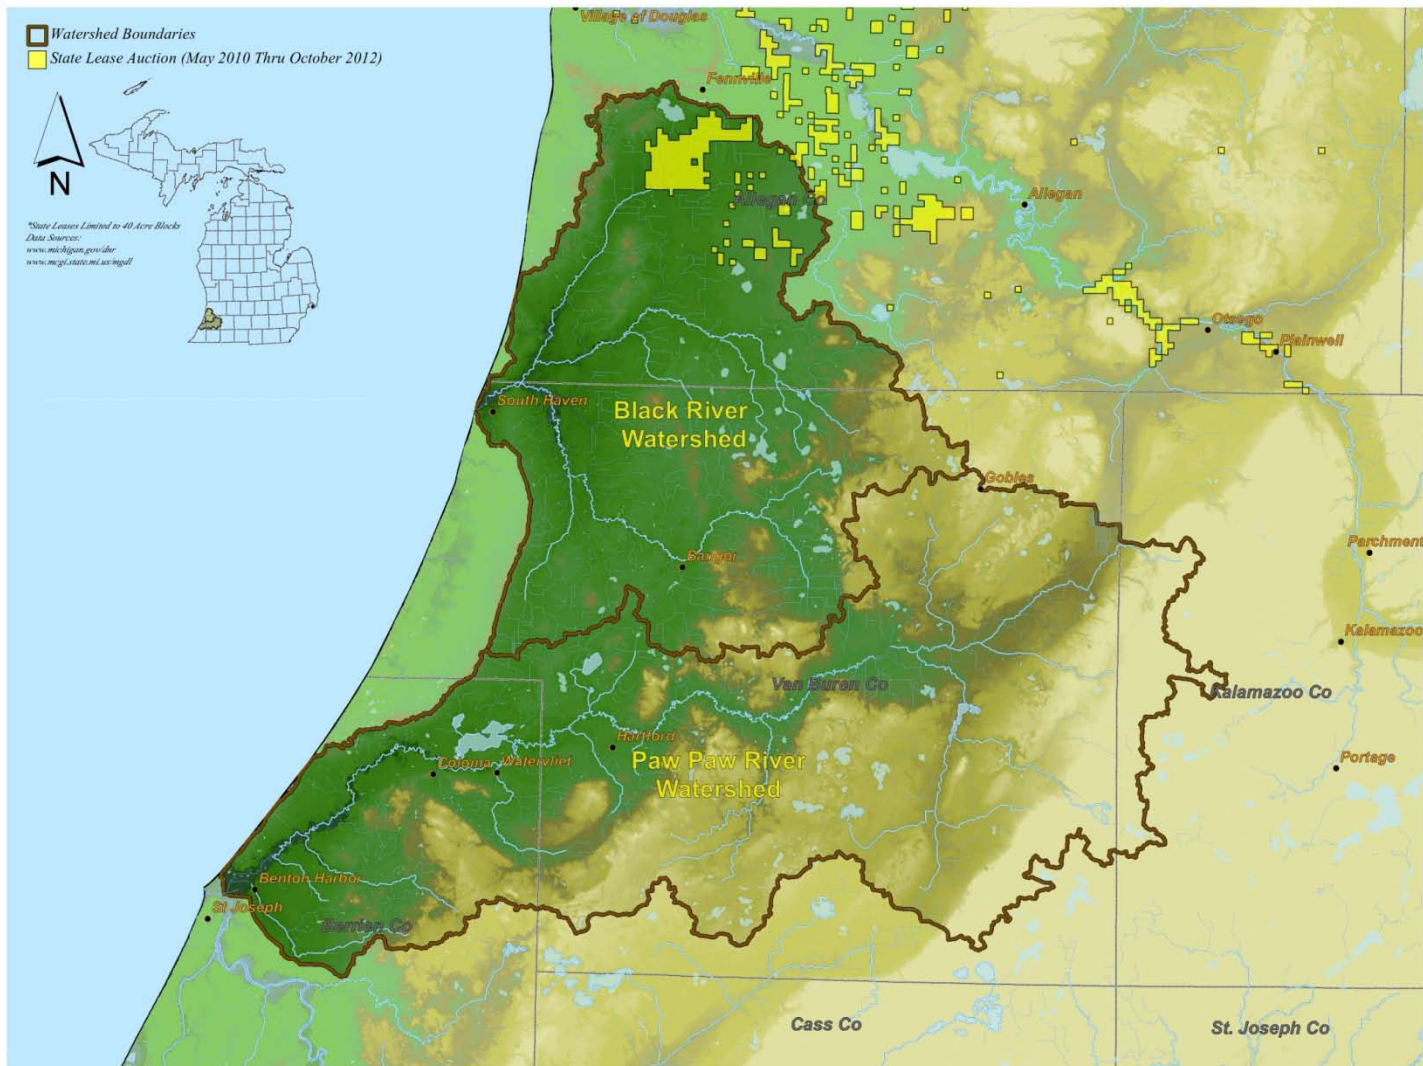 Village of Douglas
Watershed Boundaries
State Lease Auction (May 2010 Thru October 2012)
Fennville
N
Allegan
Allegan Co
*State Leases Limited to 40 Acre Blocks
Data Sources:
www.michigan.gov/dnr
www.mcgi.state.mi.us/mgdl
Otsego
Plainwell
South Haven
Black River
Watershed
Gobles
Parchment
Bangor
Kalamazoo
Van Buren Co
Kalamazoo Co
Hartford
Paw Paw River
Watershed
Coloma
Watervliet
Portage
Benton Harbor
St Joseph
Berrien Co
Cass Co
St. Joseph Co